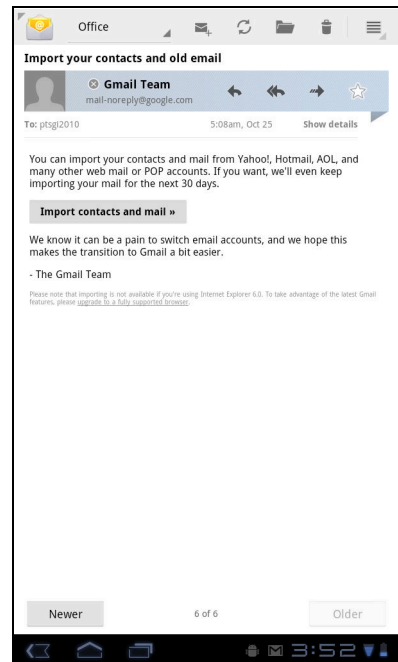 Office
Import your contacts and old email
Gmail Team
mail-noreply@google.com
To: ptsgl2010 5:08am, Oct 25 Show details
You can import your contacts and mail from Yahoo!, Hotmail, AOL, and
many other web mail or POP accounts. If you want, we'll even keep
importing your mail for the next 30 days.
Import contacts and mail »
We know it can be a pain to switch email accounts, and we hope this
makes the transition to Gmail a bit easier.
- The Gmail Team
Please note that importing is not available if you're using Internet Explorer 6.0. To take advantage of the latest Gmail
features, please upgrade to a fully supported browser.
Newer 6 of 6 Older
3:52